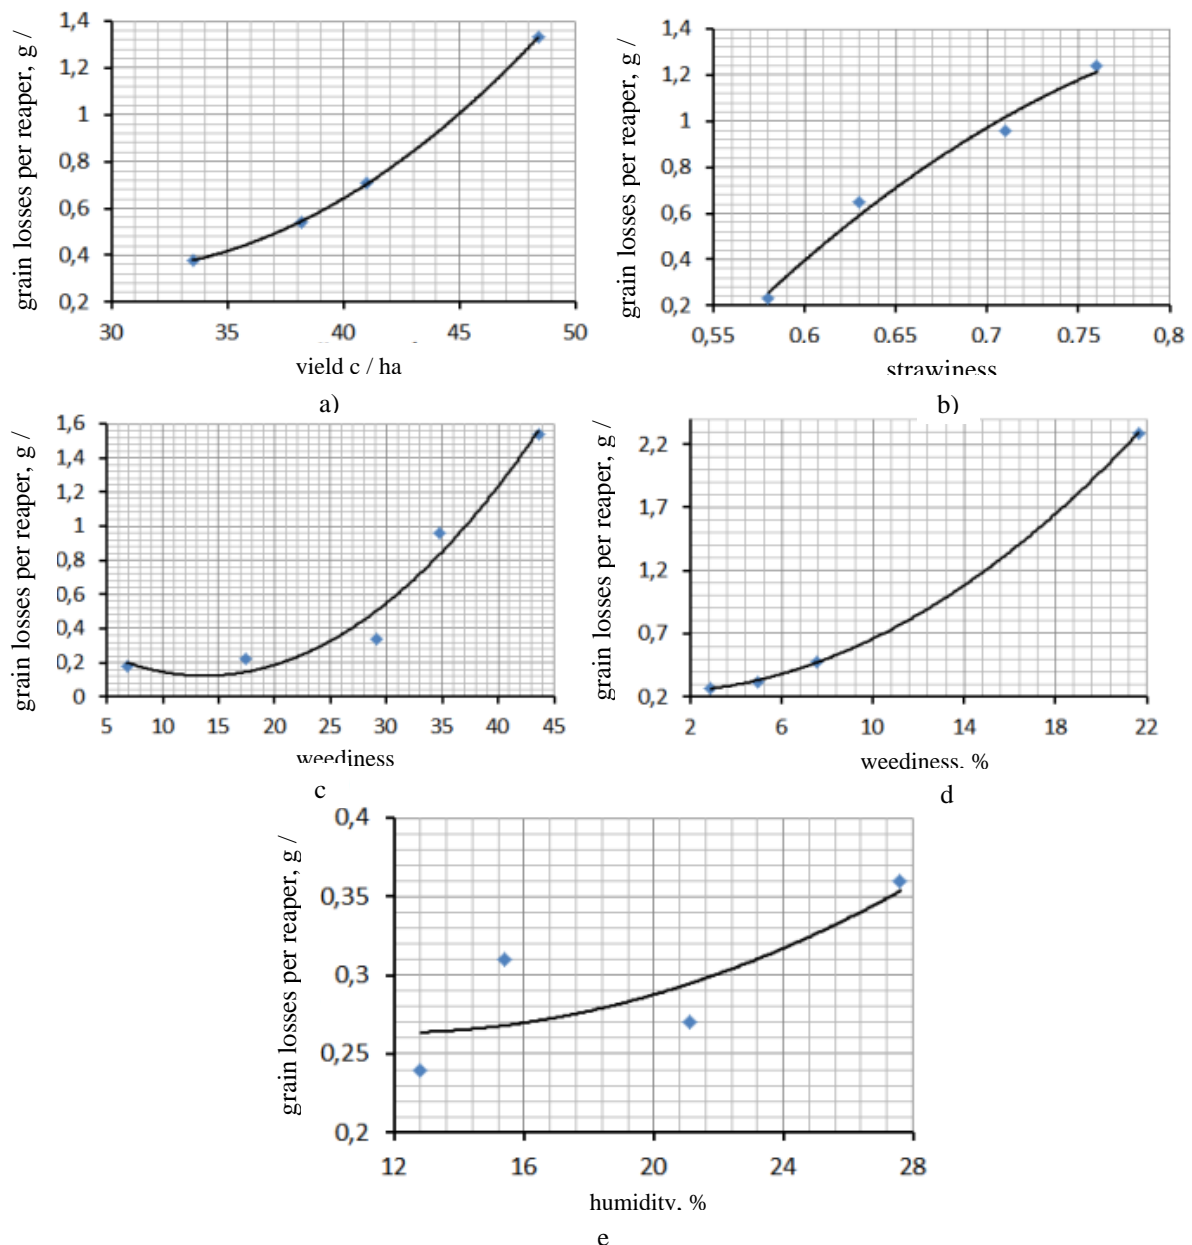 grain losses per reaper, g /
1,4
1,2
1
0,8
0,6
0,4
0,2
30 35 40 45 50
yield c / ha
a)
grain losses per reaper, g /
1,4
1,2
1
0,8
0,6
0,4
0,2
0,55 0,6 0,65 0,7 0,75 0,8
strawiness
b)
grain losses per reaper, g /
1,6
1,4
1,2
1
0,8
0,6
0,4
0,2
0
5 10 15 20 25 30 35 40 45
weediness
c
grain losses per reaper, g /
2,2
1,7
1,2
0,7
0,2
2 6 10 14 18 22
weediness, %
d
grain losses per reaper, g /
0,4
0,35
0,3
0,25
0,2
12 16 20 24 28
humidity, %
e